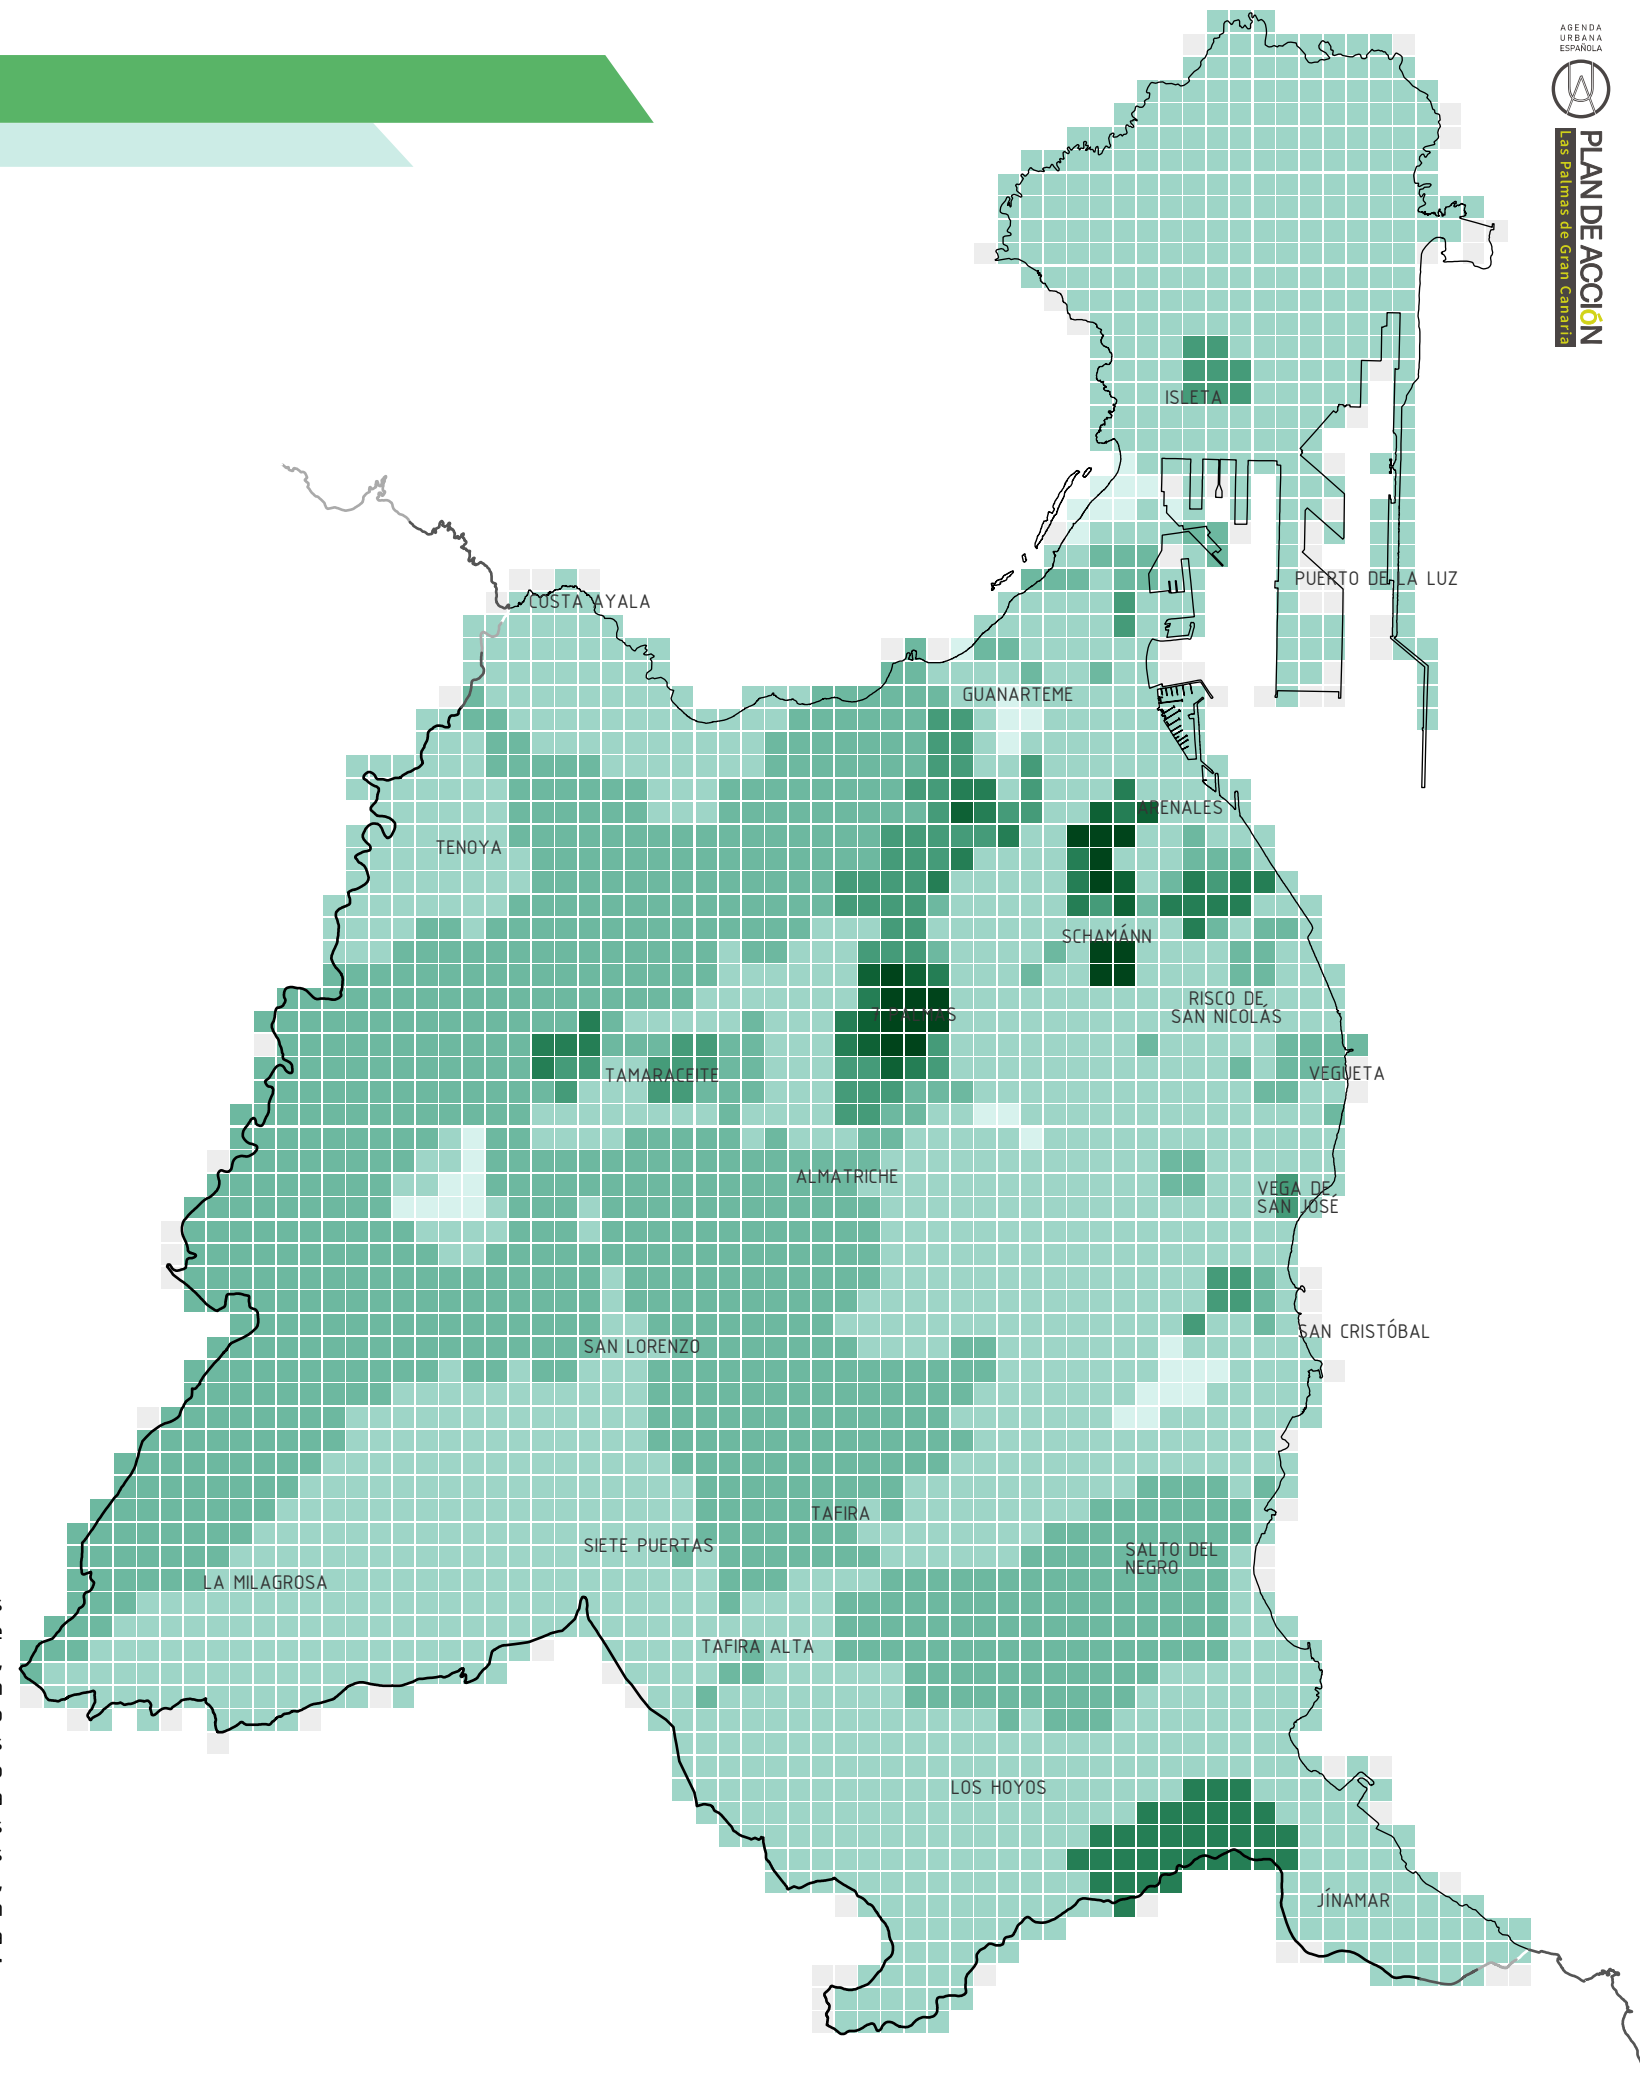 AGENDA
URBANA
ESPAÑOLA
PLAN DE ACCIÓN
Las Palmas de Gran Canaria
ISLETA
PUERTO DE LA LUZ
COSTA AYALA
GUANARTEME
ARENALES
TENOYA
SCHAMÁNN
RISCO DE
SAN NICOLÁS
7 PALMAS
TAMARACEITE
VEGUETA
ALMATRICHE
VEGA DE
SAN JOSÉ
SAN CRISTÓBAL
SAN LORENZO
TAFIRA
SIETE PUERTAS
SALTO DEL
NEGRO
LA MILAGROSA
TAFIRA ALTA
LOS HOYOS
JÍNAMAR